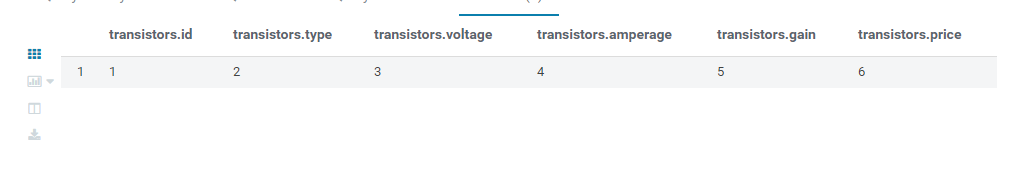 transistors.id transistors.type transistors.voltage transistors.amperage transistors.gain transistors.price
1 1 2 3 4 5 6